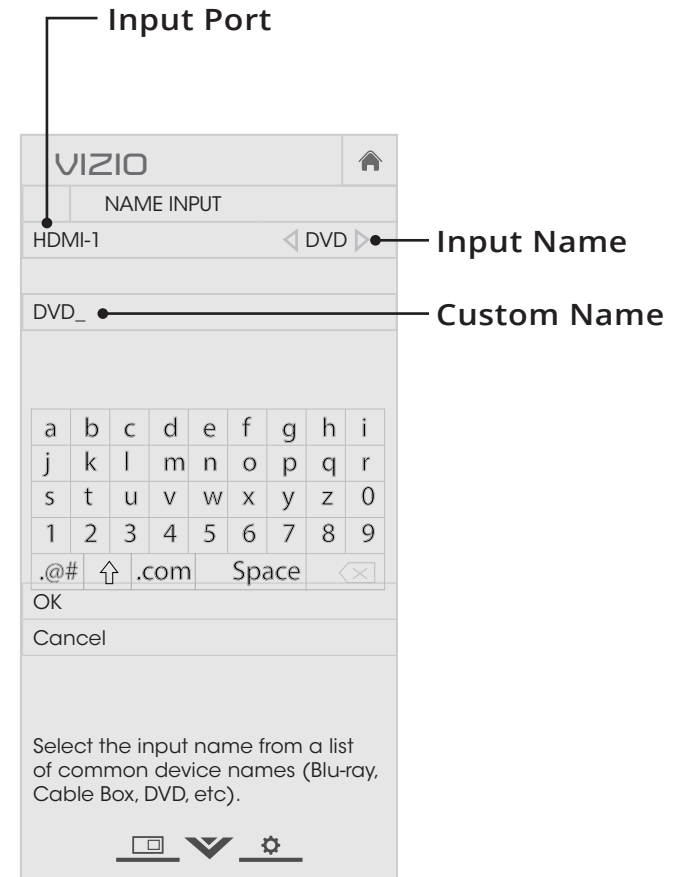 Input Port
VIZIO
NAME INPUT
HDMI-1 DVD
Input Name
DVD_
Custom Name
a b c d e f g h i
j k l m n o p q r
s t u v w x y z 0
1 2 3 4 5 6 7 8 9
.@# .com Space
OK
Cancel
Select the input name from a list
of common device names (Blu-ray,
Cable Box, DVD, etc).